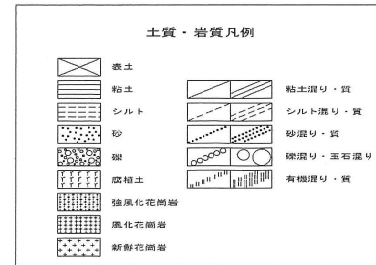 土質・岩質凡例
表土
粘土
シルト
砂
礫
腐植土
強風化花崗岩
風化花崗岩
新鮮花崗岩
粘土混り・質
シルト混り・質
砂混り・質
礫混り・玉石混り
有機混り・質